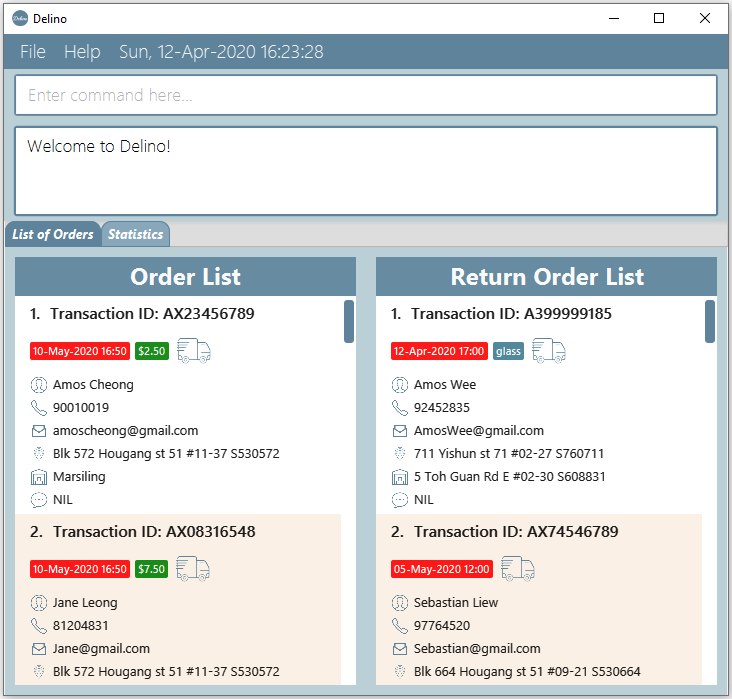 Delino
File Help Sun, 12-Apr-2020 16:23:28
Enter command here...
Welcome to Delino!
List of Orders Statistics
Order List
1. Transaction ID: AX23456789
10-May-2020 16:50 $2.50
Amos Cheong
90010019
amoscheong@gmail.com
Blk 572 Hougang st 51 #11-37 S530572
Marsiling
NIL
2. Transaction ID: AX08316548
10-May-2020 16:50 $7.50
Jane Leong
81204831
Jane@gmail.com
Blk 572 Hougang st 51 #11-37 S530572
Return Order List
1. Transaction ID: A399999185
12-Apr-2020 17:00 glass
Amos Wee
92452835
AmosWee@gmail.com
711 Yishun st 71 #02-27 S760711
5 Toh Guan Rd E #02-30 S608831
NIL
2. Transaction ID: AX74546789
05-May-2020 12:00
Sebastian Liew
97764520
Sebastian@gmail.com
Blk 664 Hougang st 51 #09-21 S530664